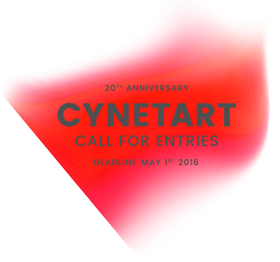 20TH ANNIVERSARY
CYNETART
CALL FOR ENTRIES
DEADLINE MAY 1ST 2016